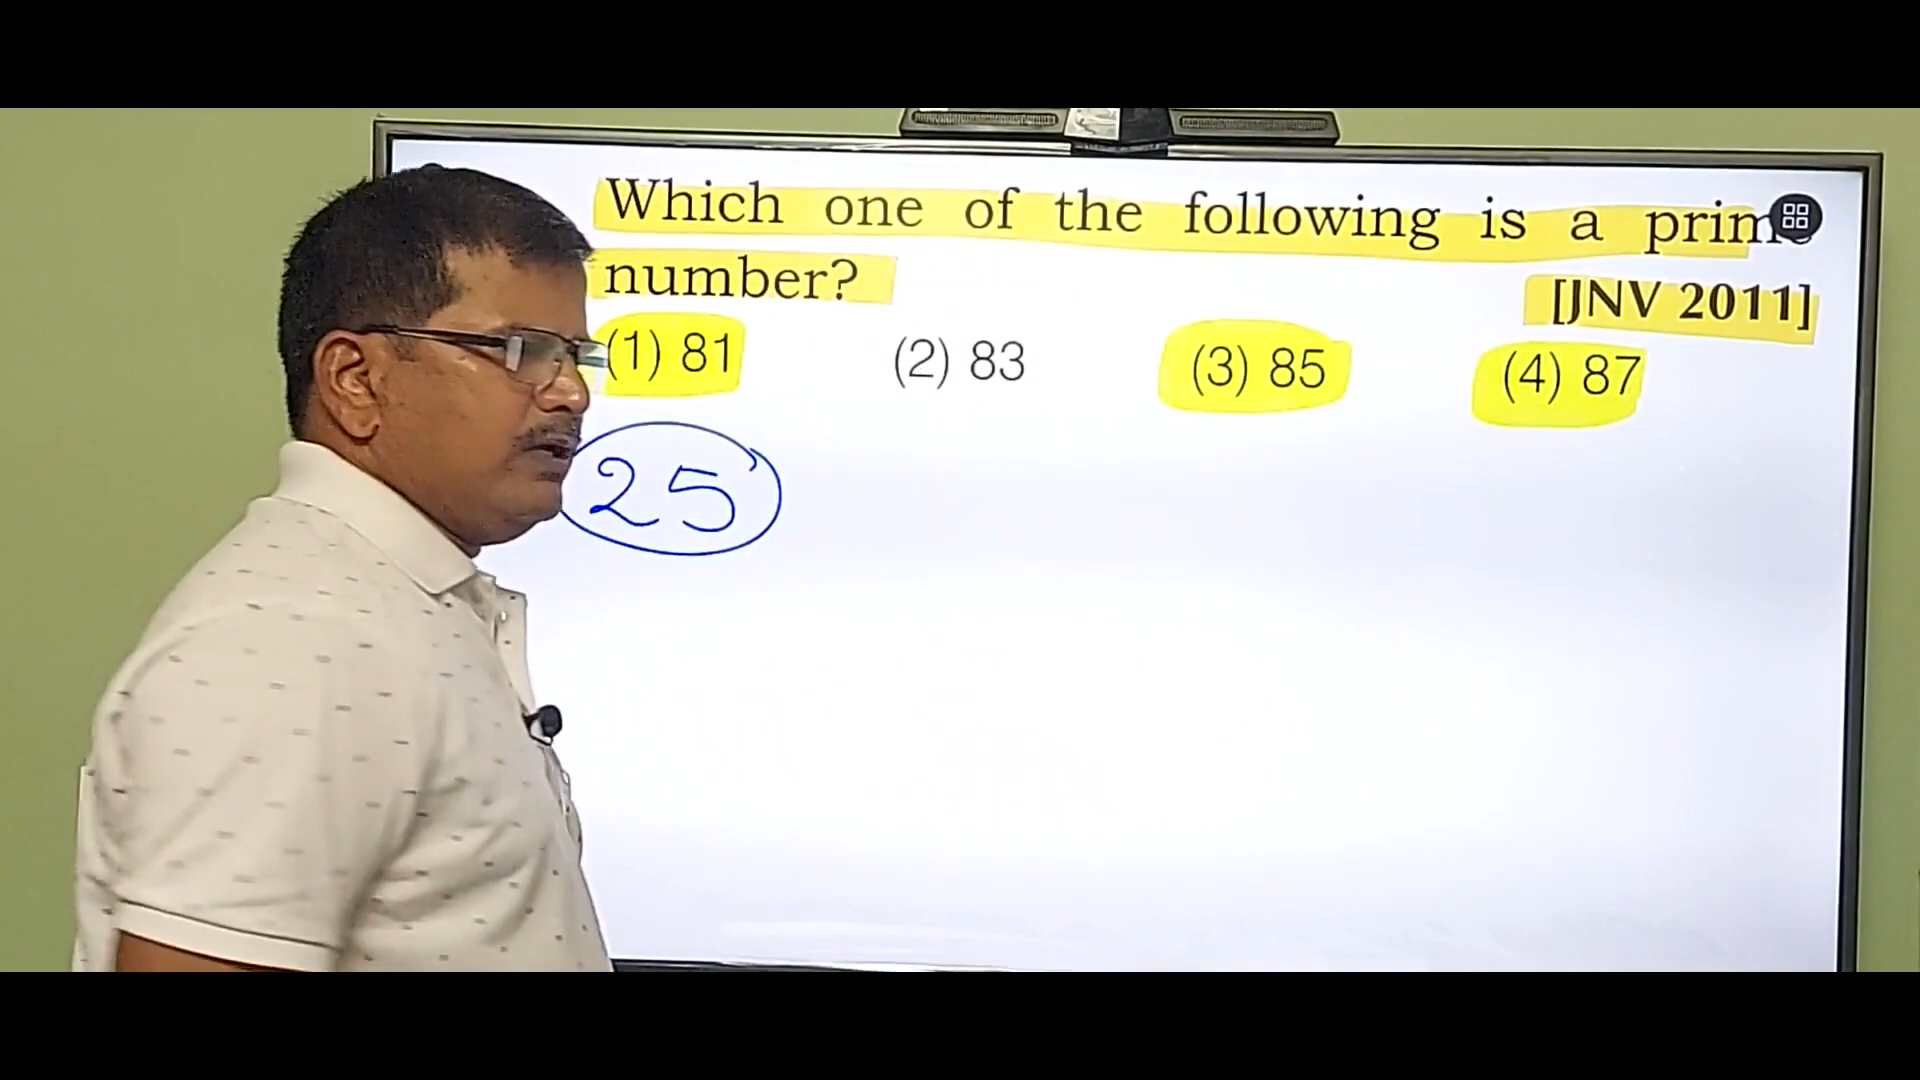 Which one of the following is a prime
number?
[JNV 2011]
(1) 81 (2) 83 (3) 85 (4) 87
25